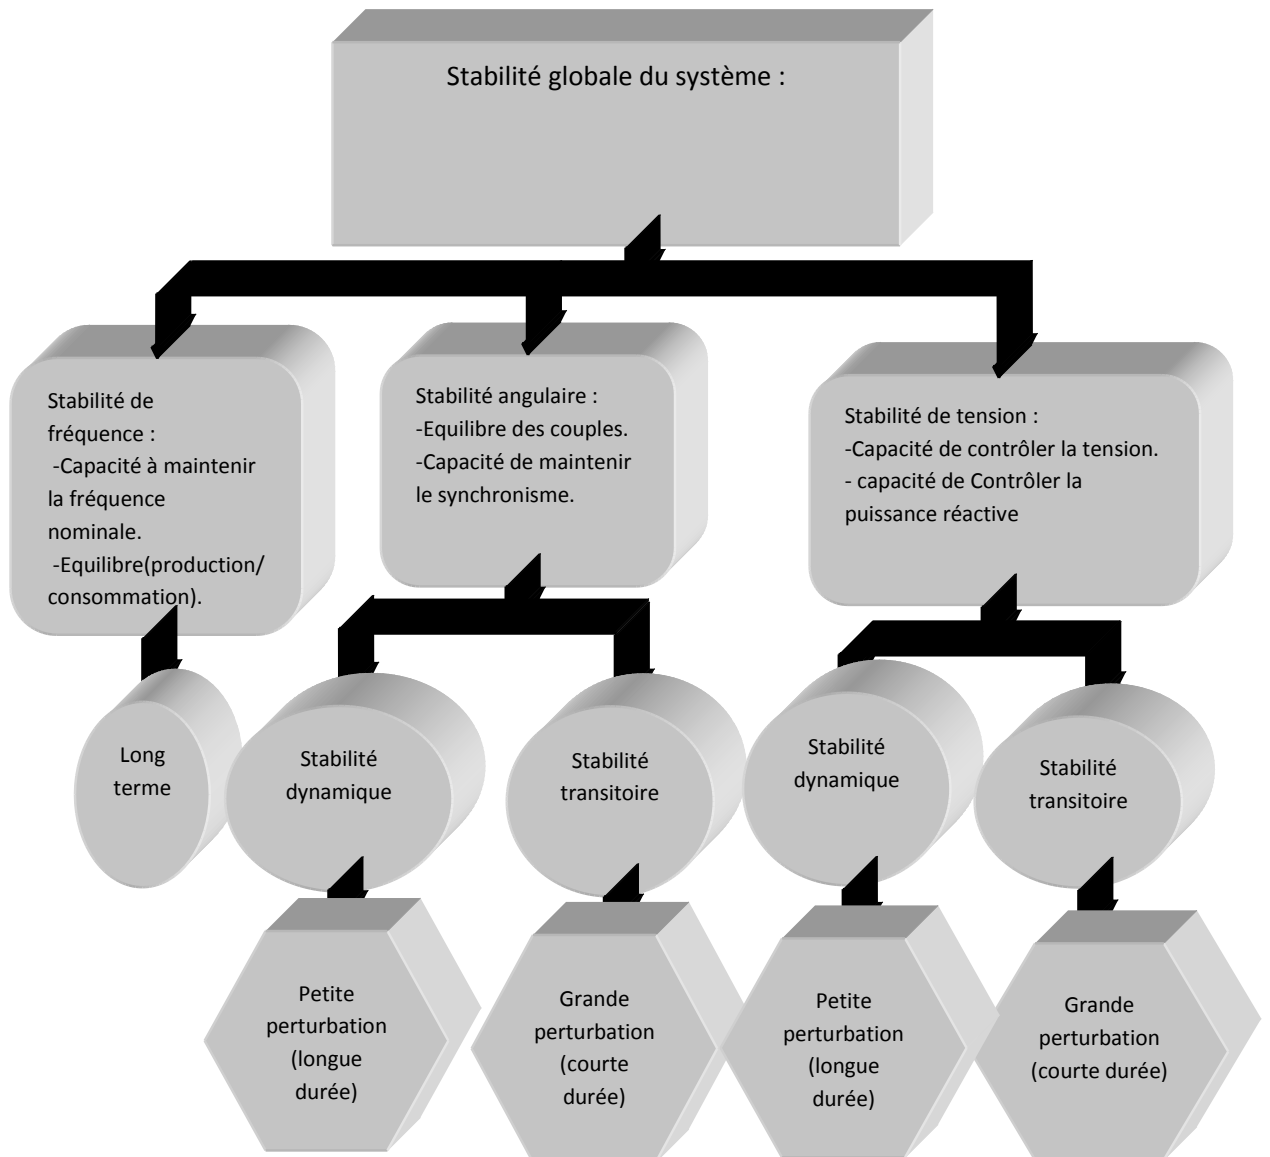 Stabilité globale du système :
Stabilité de
fréquence :
-Capacité à maintenir
la fréquence
nominale.
-Equilibre(production/
consommation).
Stabilité angulaire :
-Equilibre des couples.
-Capacité de maintenir
le synchronisme.
Stabilité de tension :
-Capacité de contrôler la tension.
- capacité de Contrôler la
puissance réactive
Long
terme
Stabilité
dynamique
Stabilité
transitoire
Stabilité
dynamique
Stabilité
transitoire
Petite
perturbation
(longue
durée)
Grande
perturbation
(courte
durée)
Petite
perturbation
(longue
durée)
Grande
perturbation
(courte durée)